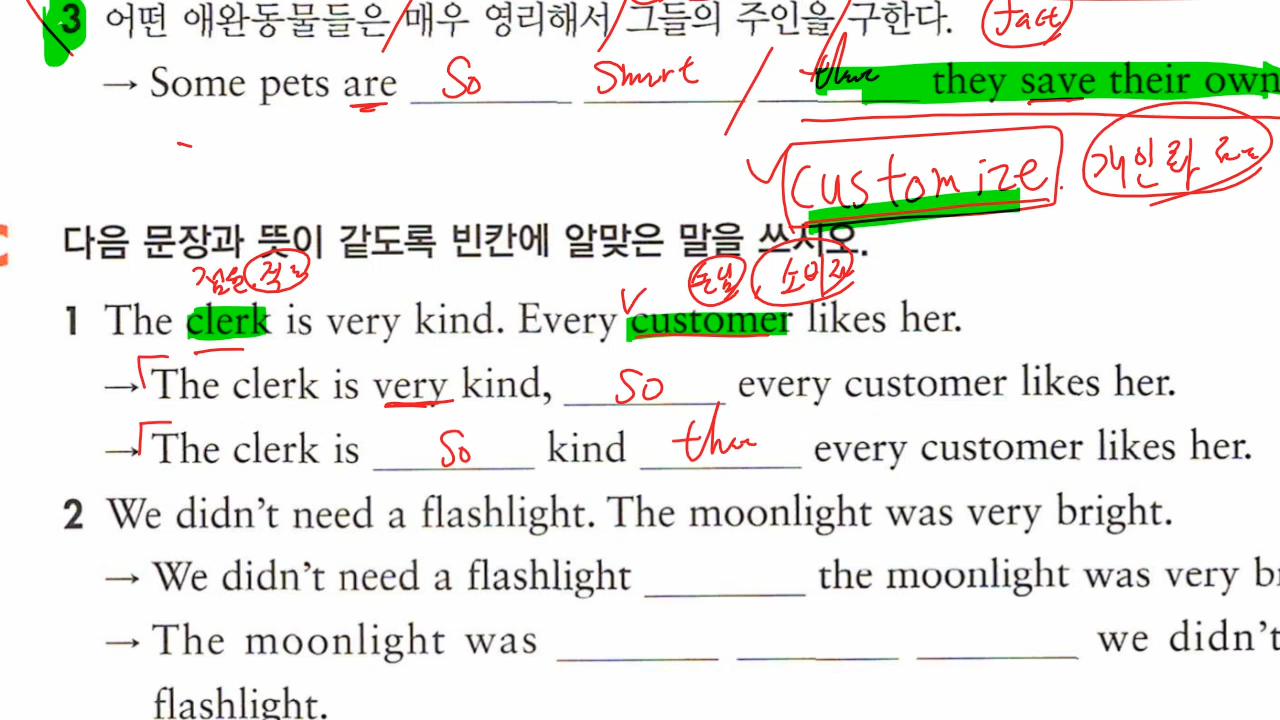 3 어떤 애완동물들은 매우 영리해서 그들의 주인을 구한다. fact
→ Some pets are so smart that they save their own
customize 개인화
다음 문장과 뜻이 같도록 빈칸에 알맞은 말을 쓰시오.
점원 손님 소비자
1 The clerk is very kind. Every customer likes her.
→ The clerk is very kind, so every customer likes her.
→ The clerk is so kind that every customer likes her.
2 We didn't need a flashlight. The moonlight was very bright.
→ We didn't need a flashlight ______ the moonlight was very
→ The moonlight was ______ ______ ______ we didn't
flashlight.